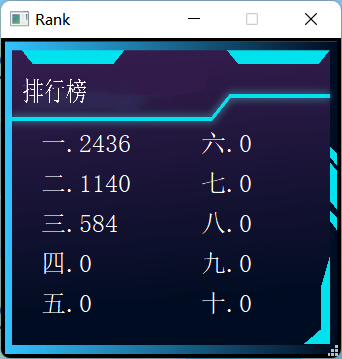 Rank
排行榜
一.2436 六.0
二.1140 七.0
三.584 八.0
四.0 九.0
五.0 十.0